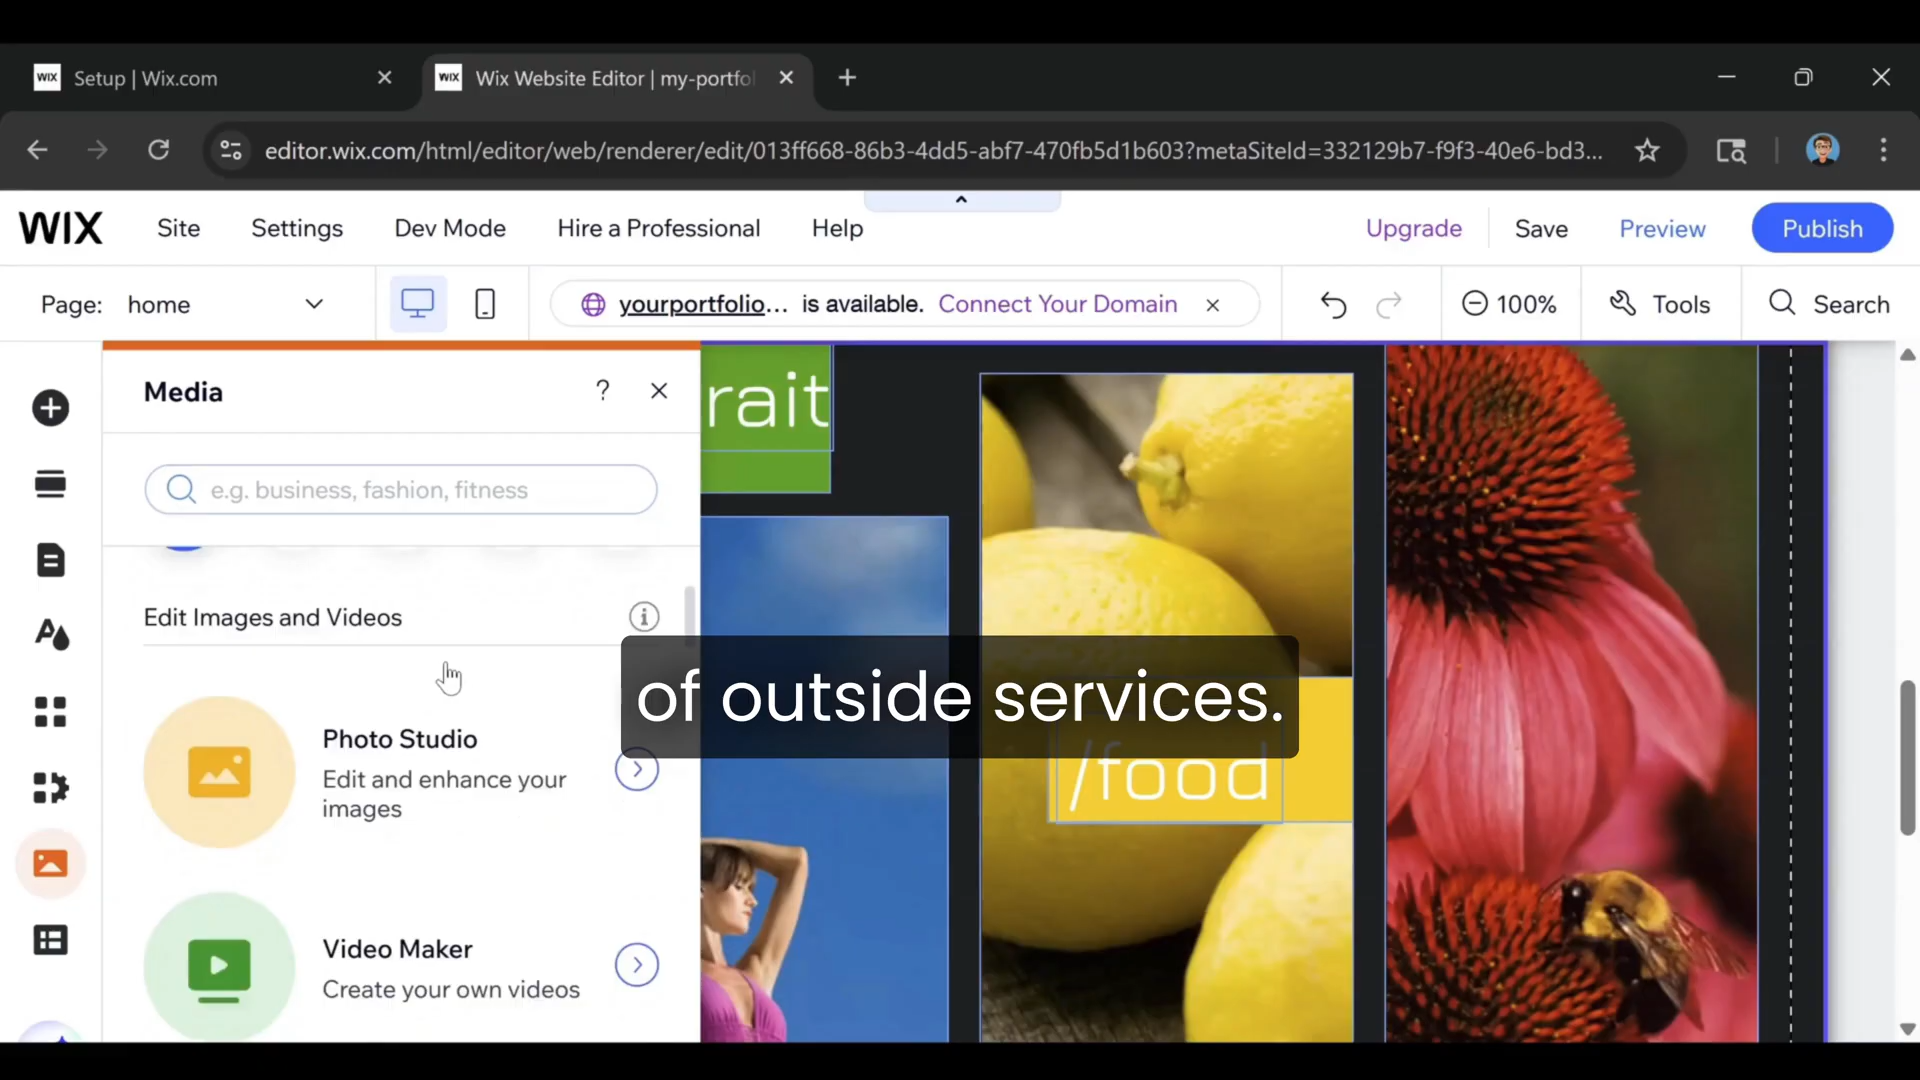 WIX Setup | Wix.com
WIX Wix Website Editor | my-portfo
editor.wix.com/html/editor/web/renderer/edit/013ff668-86b3-4dd5-abf7-470fb5d1b603?metaSiteId=332129b7-f9f3-40e6-bd3...
WIX Site Settings Dev Mode Hire a Professional Help Upgrade Save Preview Publish
Page: home yourportfolio... is available. Connect Your Domain 100% Tools Search
Media ?
rait
e.g. business, fashion, fitness
Edit Images and Videos
of outside services.
Photo Studio
Edit and enhance your
images
/food
Video Maker
Create your own videos